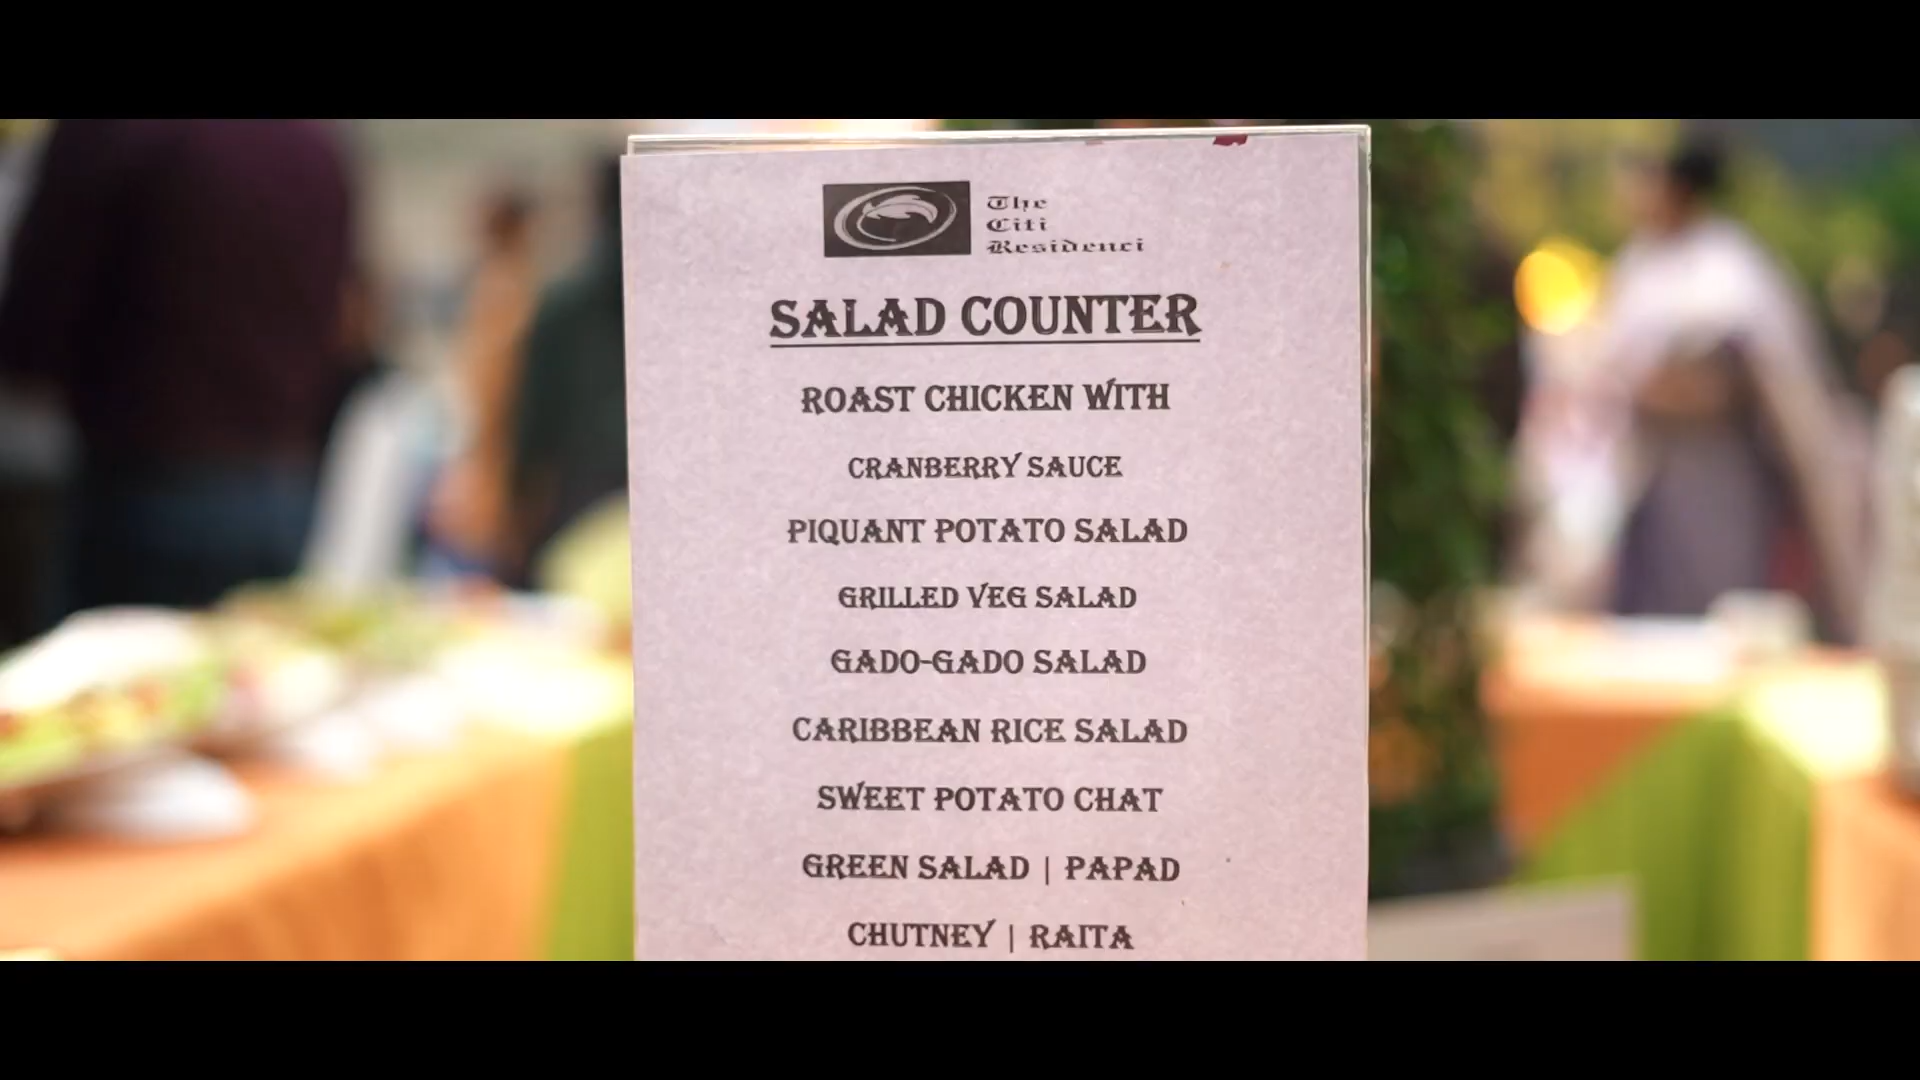 The
Citi
Residenci
SALAD COUNTER
ROAST CHICKEN WITH
CRANBERRY SAUCE
PIQUANT POTATO SALAD
GRILLED VEG SALAD
GADO-GADO SALAD
CARIBBEAN RICE SALAD
SWEET POTATO CHAT
GREEN SALAD | PAPAD
CHUTNEY | RAITA